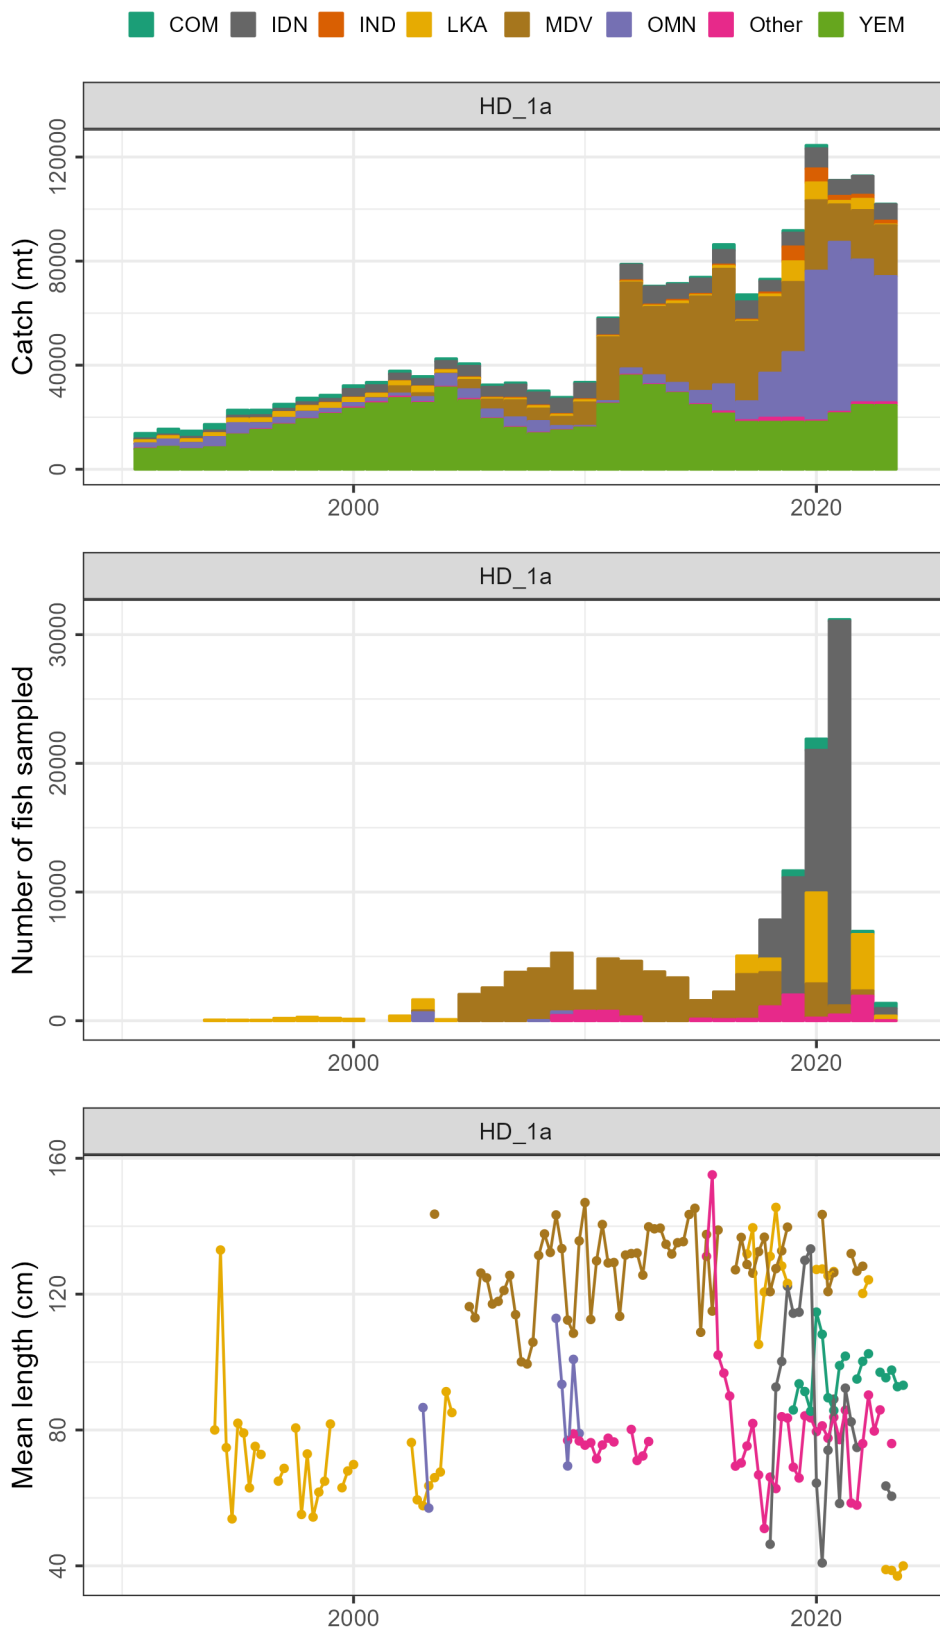 COM IDN IND LKA MDV OMN Other YEM
HD_1a
Catch (mt)
120000
80000
40000
0
2000 2020
HD_1a
Number of fish sampled
30000
20000
10000
0
2000 2020
HD_1a
Mean length (cm)
160
120
80
40
2000 2020